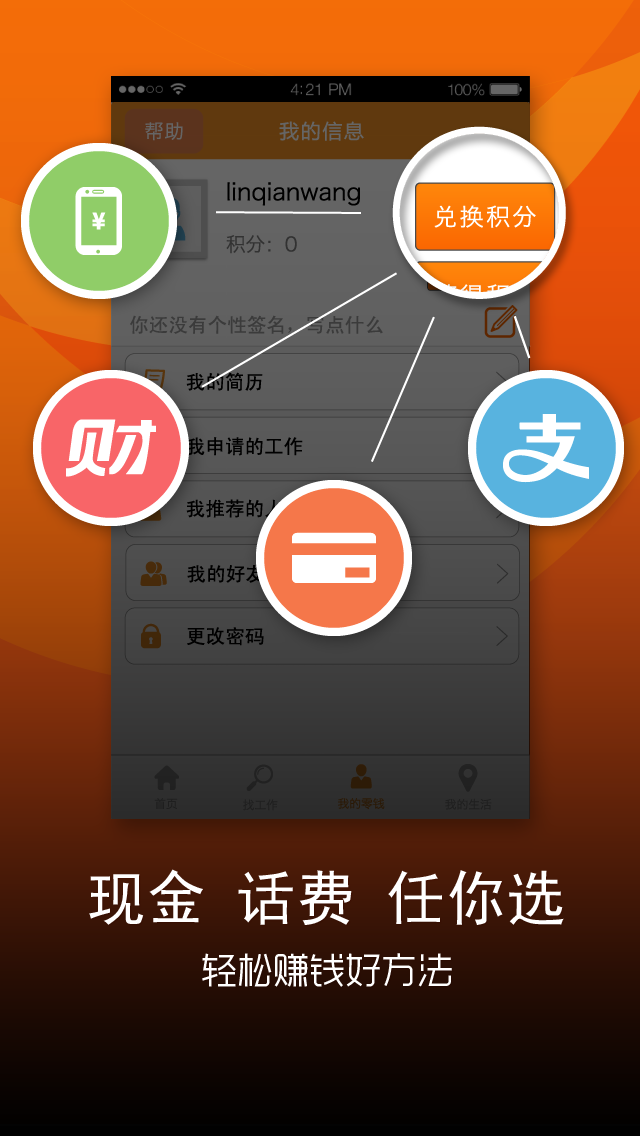 4:21 PM
100%
帮助
我的信息
linqianwang
¥
兑换积分
积分：0
你还没有个性签名，写点什么
我的简历
财
我申请的工作
支
我推荐的
我的好友
更改密码
首页
找工作
我的零钱
我的生活
现金 话费 任你选
轻松赚钱好方法